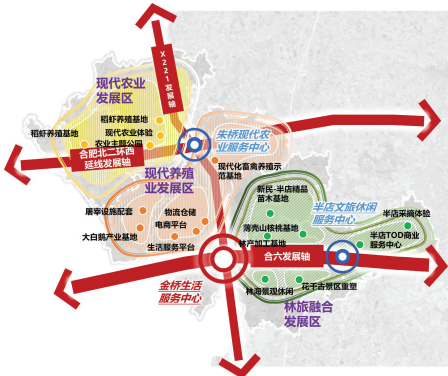 X221发展轴
现代农业
发展区
稻虾养殖基地
稻虾养殖基地
现代农业体验
农业主题公园
合肥北二环西
延线发展轴
朱桥现代农
业服务中心
现代化畜禽养殖示
范基地
现代养殖
业发展区
新民-半店精品
苗木基地
屠宰设施配套
物流仓储
电商平台
大白鹅产业基地
生活服务平台
薄壳山核桃基地
林产加工基地
半店文旅休闲
服务中心
半店采摘体验
半店TOD商业
服务中心
合六发展轴
金桥生活
服务中心
林海景观休闲
花千古景区重塑
林旅融合
发展区